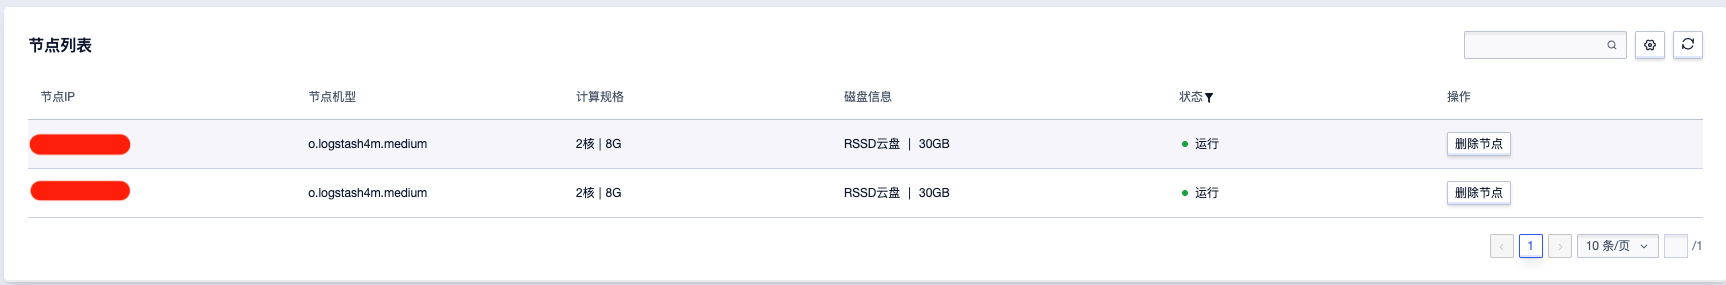 节点列表
节点IP 节点机型 计算规格 磁盘信息 状态 操作
o.logstash4m.medium 2核 | 8G RSSD云盘 | 30GB 运行 删除节点
o.logstash4m.medium 2核 | 8G RSSD云盘 | 30GB 运行 删除节点
1 10 条/页 /1